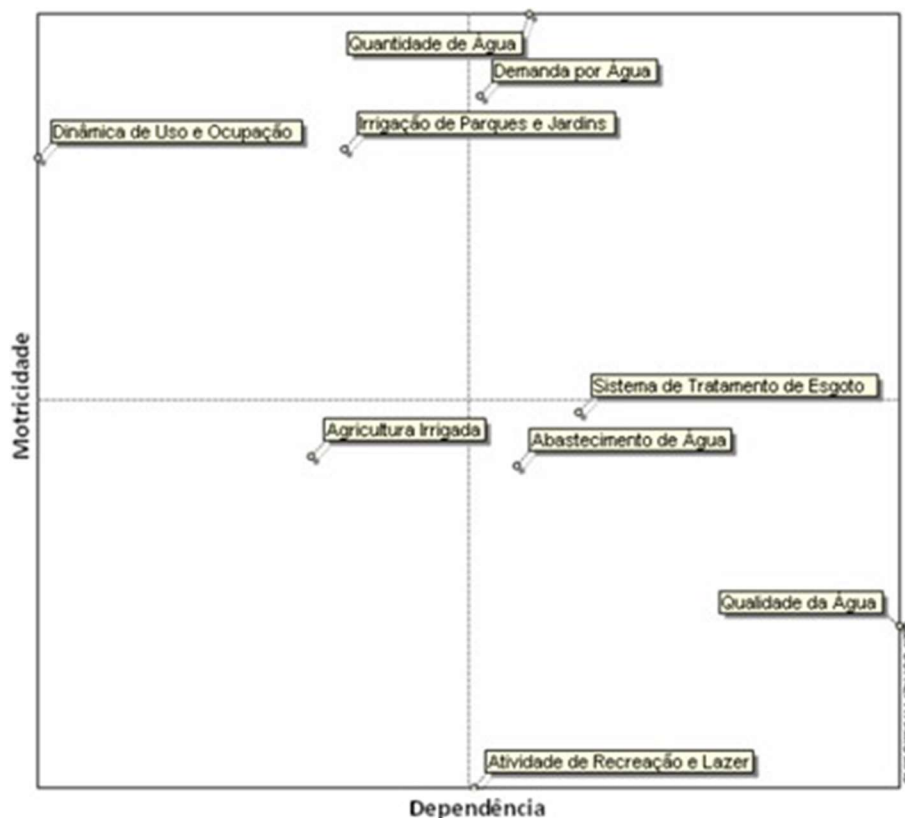 Quantidade de Água
Demanda por Água
Dinâmica de Uso e Ocupação
Irrigação de Parques e Jardins
Motricidade
Sistema de Tratamento de Esgoto
Agricultura Irrigada
Abastecimento de Água
Qualidade da Água
Atividade de Recreação e Lazer
Dependência